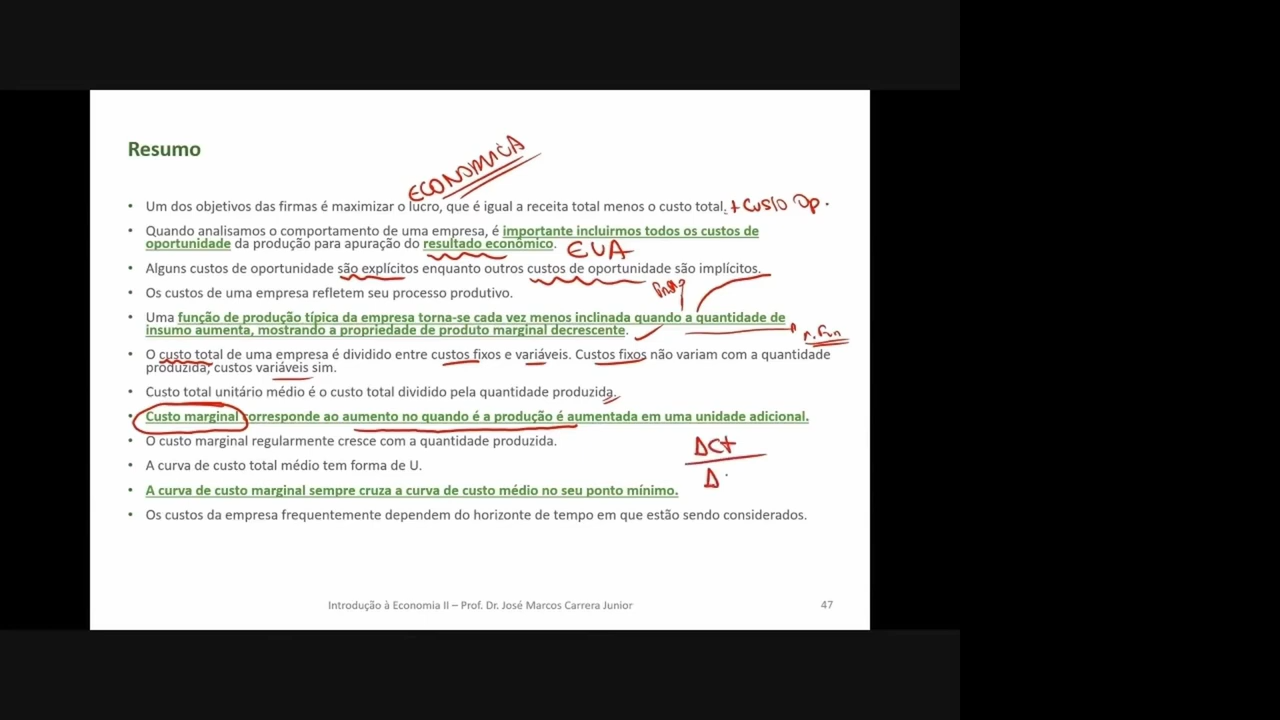 Resumo
ECONOMICA
• Um dos objetivos das firmas é maximizar o lucro, que é igual a receita total menos o custo total. + Custo Op.
• Quando analisamos o comportamento de uma empresa, é importante incluirmos todos os custos de
oportunidade da produção para apuração do resultado econômico. EVA
• Alguns custos de oportunidade são explícitos enquanto outros custos de oportunidade são implícitos.
• Os custos de uma empresa refletem seu processo produtivo.
• Uma função de produção típica da empresa torna-se cada vez menos inclinada quando a quantidade de
insumo aumenta, mostrando a propriedade de produto marginal decrescente.
• O custo total de uma empresa é dividido entre custos fixos e variáveis. Custos fixos não variam com a quantidade
produzida; custos variáveis sim.
• Custo total unitário médio é o custo total dividido pela quantidade produzida.
• Custo marginal corresponde ao aumento no quando é a produção é aumentada em uma unidade adicional.
• O custo marginal regularmente cresce com a quantidade produzida.
ΔCt
• A curva de custo total médio tem forma de U.
Δ
• A curva de custo marginal sempre cruza a curva de custo médio no seu ponto mínimo.
• Os custos da empresa frequentemente dependem do horizonte de tempo em que estão sendo considerados.
Introdução à Economia II – Prof. Dr. José Marcos Carrera Junior
47